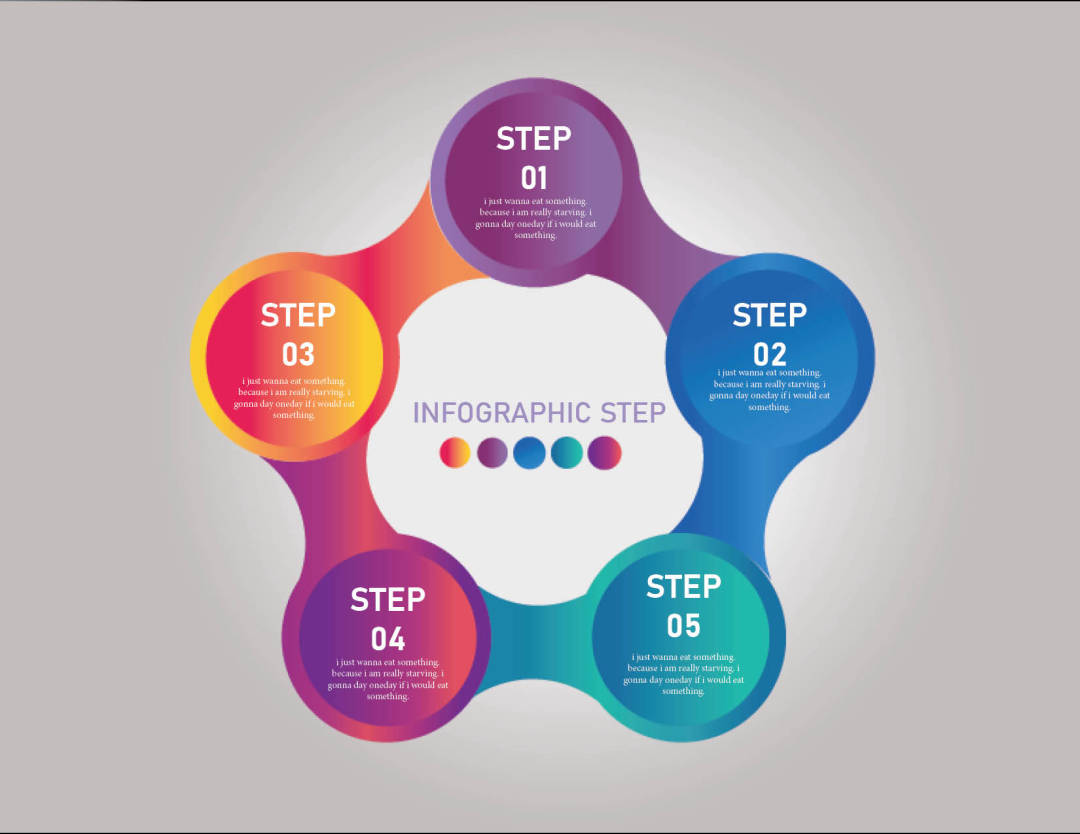 STEP
01
i just wanna eat something.
because i am really starving. i
gonna day oneday if i would eat
something.
STEP
02
i just wanna eat something.
because i am really starving. i
gonna day oneday if i would eat
something.
STEP
03
i just wanna eat something.
because i am really starving. i
gonna day oneday if i would eat
something.
INFOGRAPHIC STEP
STEP
04
i just wanna eat something.
because i am really starving. i
gonna day oneday if i would eat
something.
STEP
05
i just wanna eat something.
because i am really starving. i
gonna day oneday if i would eat
something.